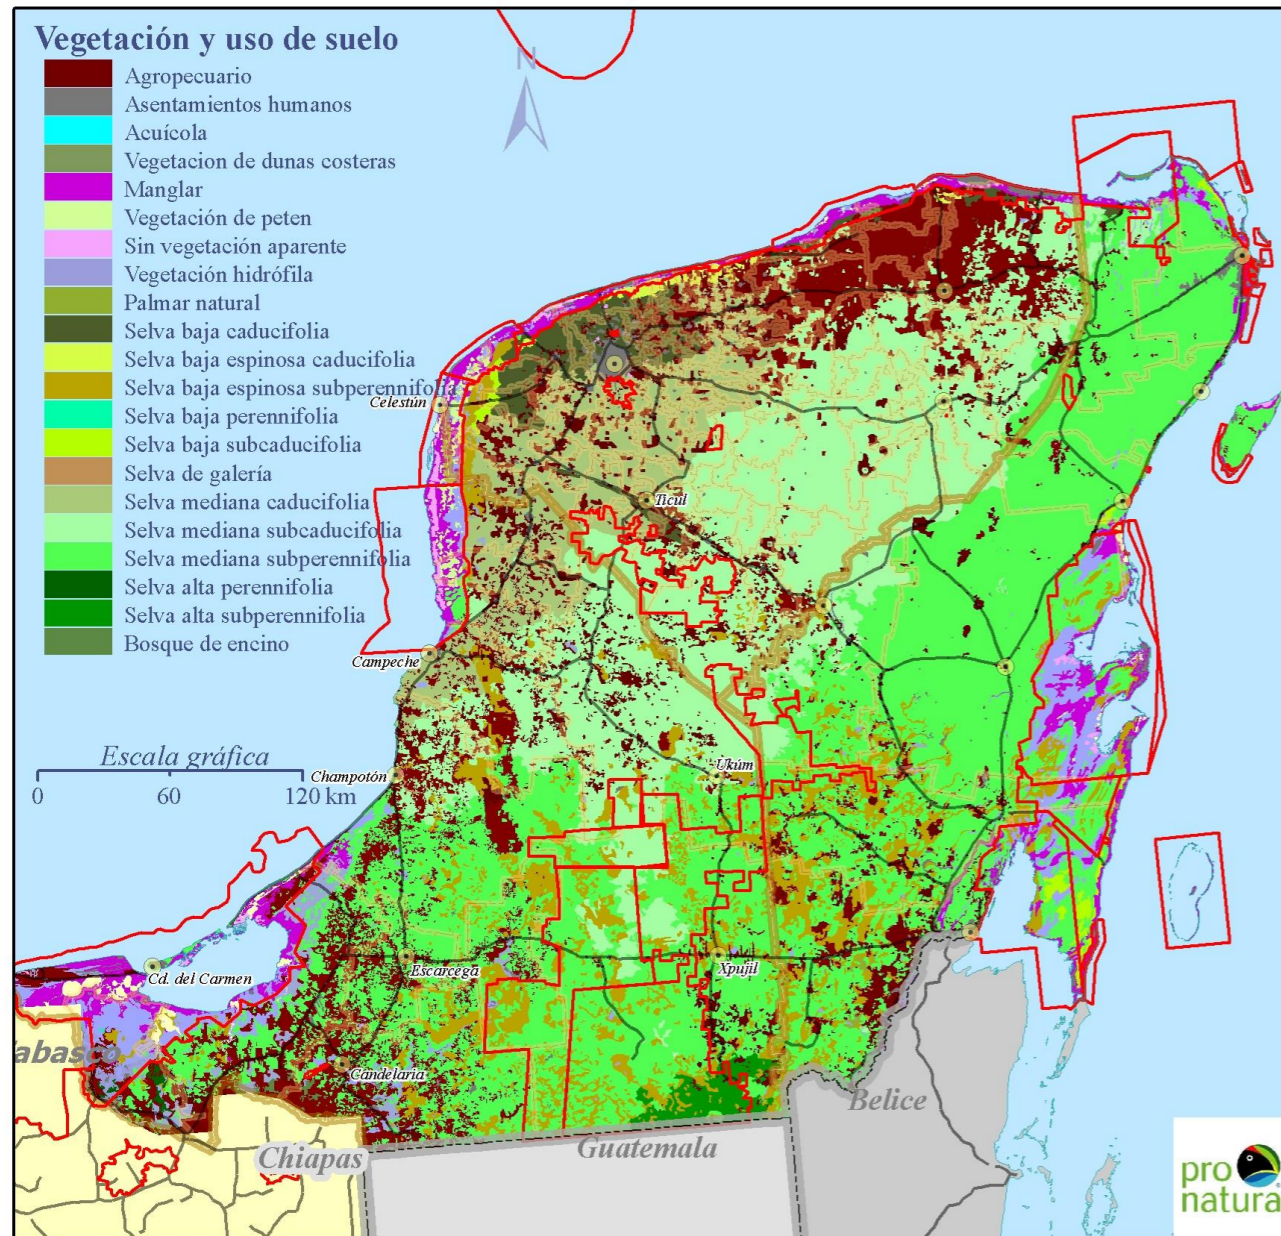 Vegetación y uso de suelo
Agropecuario
Asentamientos humanos
Acuícola
Vegetacion de dunas costeras
Manglar
Vegetación de peten
Sin vegetación aparente
Vegetación hidrófila
Palmar natural
Selva baja caducifolia
Selva baja espinosa caducifolia
Selva baja espinosa subperennifolia
Selva baja perennifolia
Selva baja subcaducifolia
Selva de galería
Selva mediana caducifolia
Selva mediana subcaducifolia
Selva mediana subperennifolia
Selva alta perennifolia
Selva alta subperennifolia
Bosque de encino
N
Celestún
Ticul
Campeche
Escala gráfica
0 60 120 km
Champotón
Ukúm
Cd. del Carmen
Escarcega
Xpujil
abasco
Candelaria
Belice
Chiapas
Guatemala
pro
natura